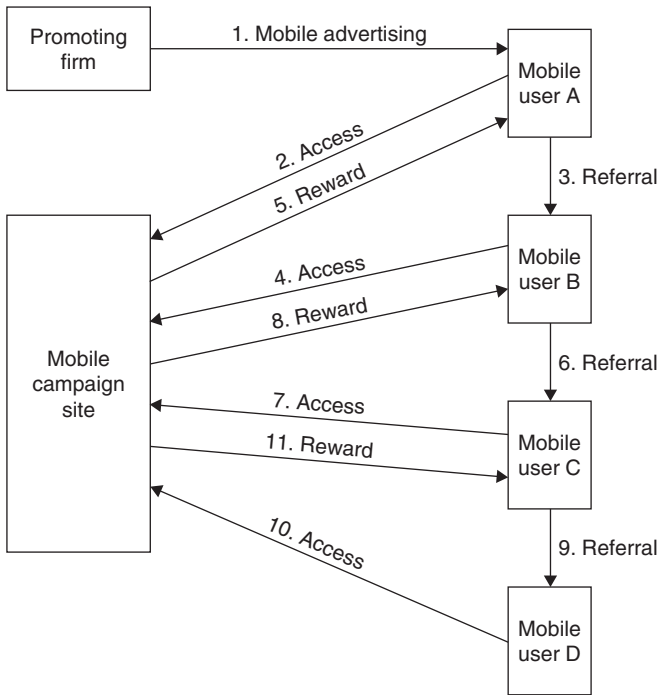 Promoting
firm
1. Mobile advertising
Mobile
user A
2. Access
5. Reward
3. Referral
Mobile
user B
4. Access
8. Reward
6. Referral
Mobile
campaign
site
7. Access
11. Reward
Mobile
user C
10. Access
9. Referral
Mobile
user D